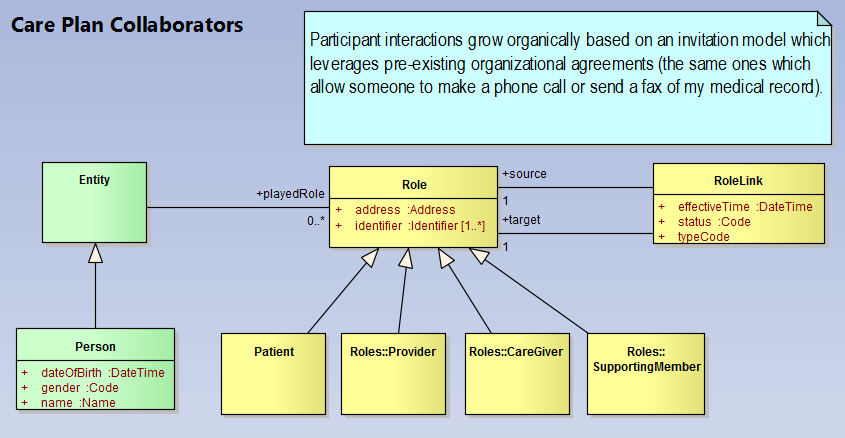 Care Plan Collaborators
Participant interactions grow organically based on an invitation model which
leverages pre-existing organizational agreements (the same ones which
allow someone to make a phone call or send a fax of my medical record).
Entity
+playedRole
0..*
Role
+ address :Address
+ identifier :Identifier [1..*]
+source
1
+target
1
RoleLink
+ effectiveTime :DateTime
+ status :Code
+ typeCode
Person
+ dateOfBirth :DateTime
+ gender :Code
+ name :Name
Patient
Roles::Provider
Roles::CareGiver
Roles::
SupportingMember